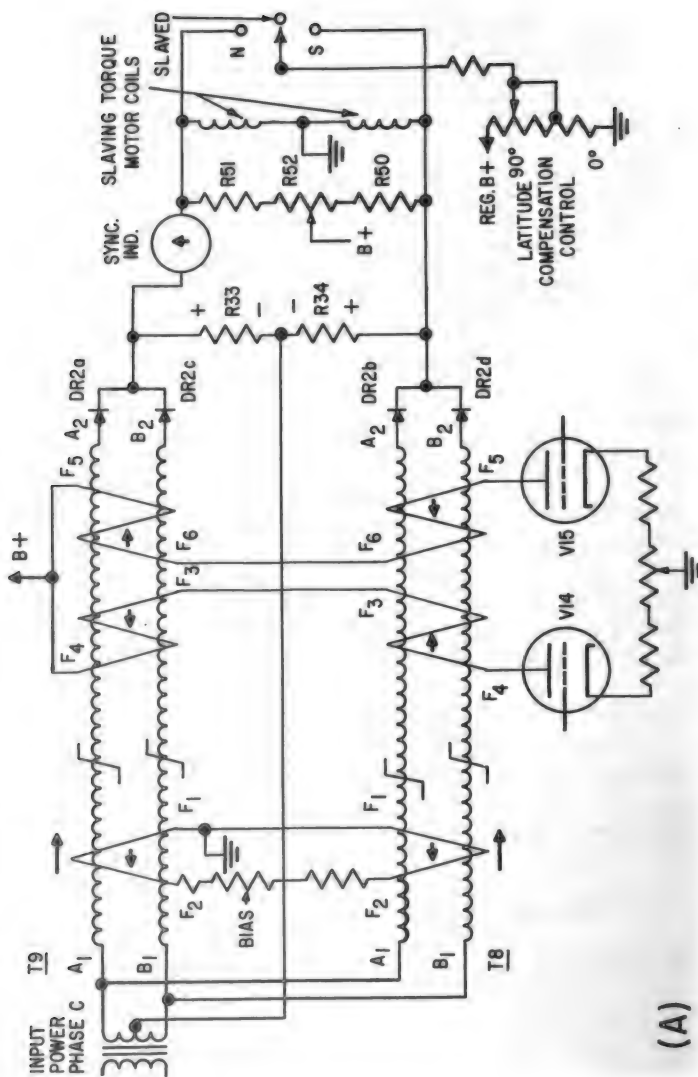 INPUT
POWER
PHASE C
T9
A1
B1
F2
F1
BIAS
B+
F4
F3
F6
F5
A2
B2
DR2a
DR2c
SYNC.
IND.
SLAVING TORQUE
MOTOR COILS
SLAVED
N
S
R51
R52
R50
B+
+
R33
-
-
R34
+
REG. B+
90°
LATITUDE
COMPENSATION
CONTROL
0°
T8
A1
B1
F2
F1
F3
F4
F6
F5
A2
B2
DR2b
DR2d
V14
V15
(A)